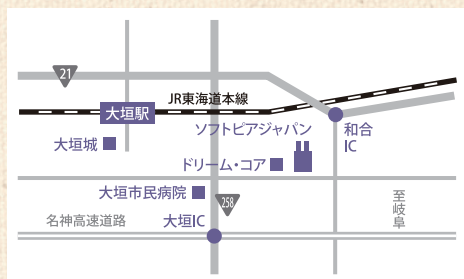 21
JR東海道本線
大垣駅
ソフトピアジャパン
和合
IC
大垣城
ドリーム・コア
大垣市民病院
258
至岐阜
名神高速道路
大垣IC